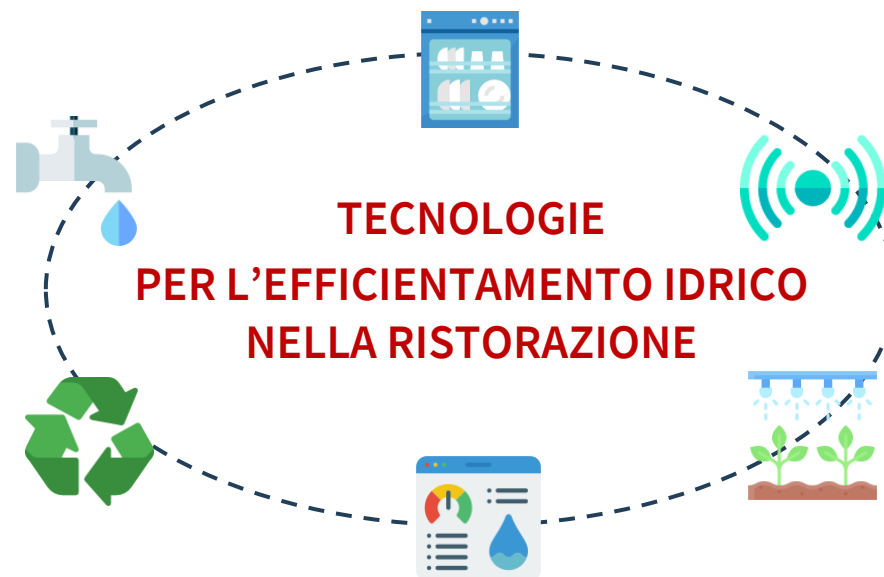 TECNOLOGIE
PER L’EFFICIENTAMENTO IDRICO
NELLA RISTORAZIONE